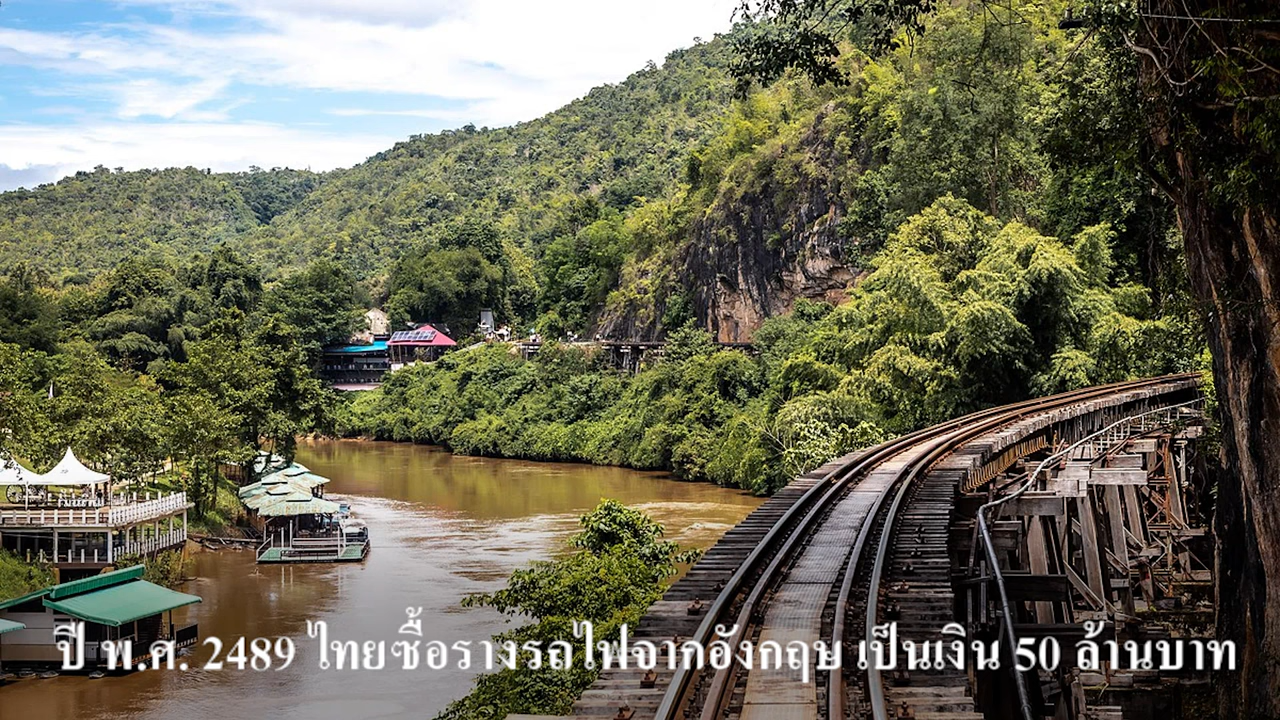 ปี พ.ศ. 2489 ไทยซื้อรางรถไฟจากอังกฤษ เป็นเงิน 50 ล้านบาท